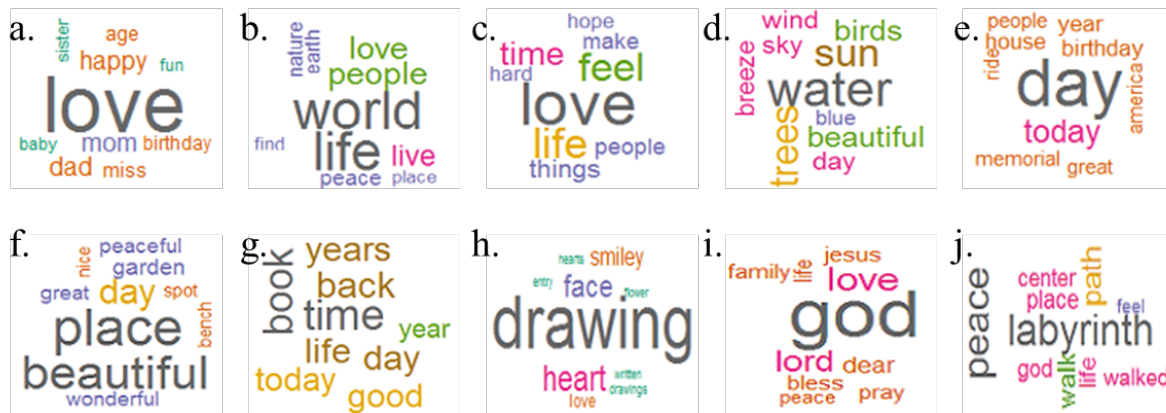 a.
sister
age
happy
fun
love
baby
mom
birthday
dad
miss
b.
nature
earth
love
people
world
find
life
live
peace
place
c.
hope
make
time
hard
feel
love
life
people
things
d.
wind
birds
sky
sun
breeze
water
trees
blue
beautiful
day
e.
people
year
house
birthday
ride
day
america
today
memorial
great
f.
peaceful
nice
garden
great
day
spot
place
bench
beautiful
wonderful
g.
book
years
back
time
year
life
day
today
good
h.
hearts
smiley
entry
face
flower
drawing
heart
written
drawings
love
i.
jesus
family
life
love
god
lord
dear
bless
pray
peace
j.
peace
center
path
place
feel
labyrinth
god
walk
life
walked